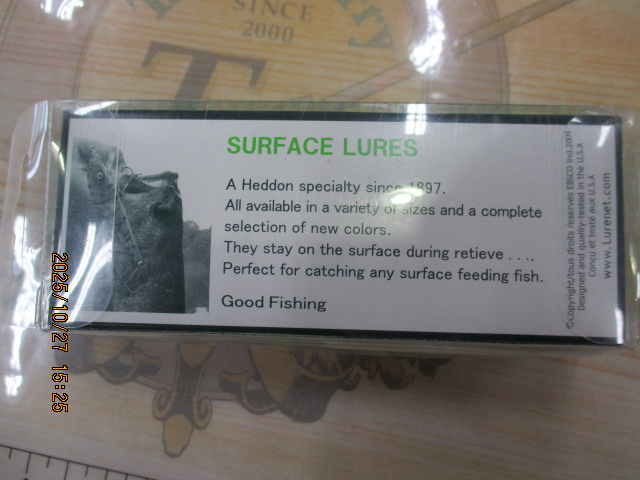 SINCE
2000
SURFACE LURES
A Heddon specialty since 1897.
All available in a variety of sizes and a complete
selection of new colors.
They stay on the surface during retieve . . . .
Perfect for catching any surface feeding fish.
Good Fishing
©copyright/tous droits reserves EBSCO Ind.2009
Designed and quality-tested in the U.S.A
Concu et teste aux U.S.A
www.Lurenet.com
2025/10/27 15:25